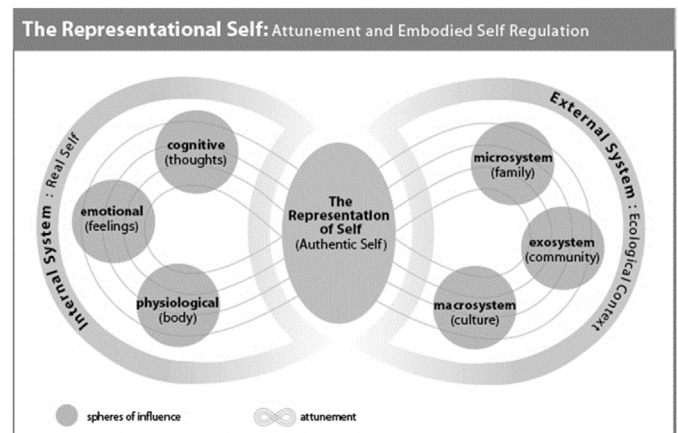 The Representational Self: Attunement and Embodied Self Regulation
Internal System : Real Self
cognitive
(thoughts)
emotional
(feelings)
physiological
(body)
The
Representation
of Self
(Authentic Self)
External System : Ecological Context
microsystem
(family)
exosystem
(community)
macrosystem
(culture)
spheres of influence
attunement